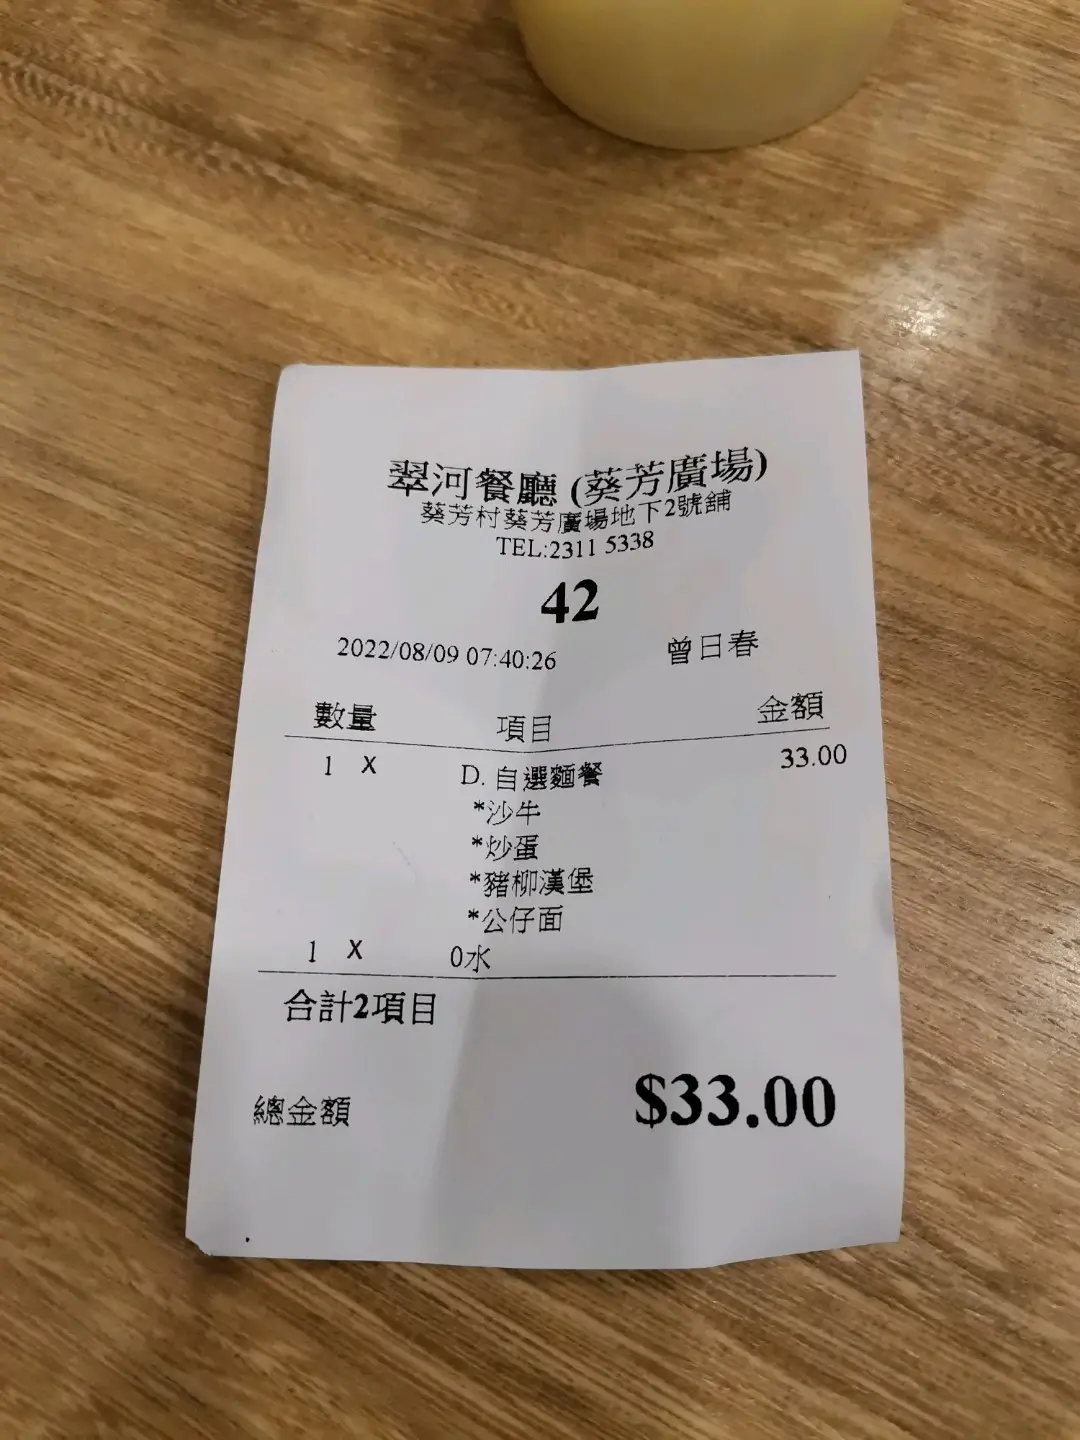 翠河餐廳 (葵芳廣場)
葵芳村葵芳廣場地下2號舖
TEL:2311 5338
42
2022/08/09 07:40:26 曾日春
數量 項目 金額
1 X D. 自選麵餐 33.00
*沙牛
*炒蛋
*豬柳漢堡
*公仔面
1 X 0水
合計2項目
總金額 $33.00